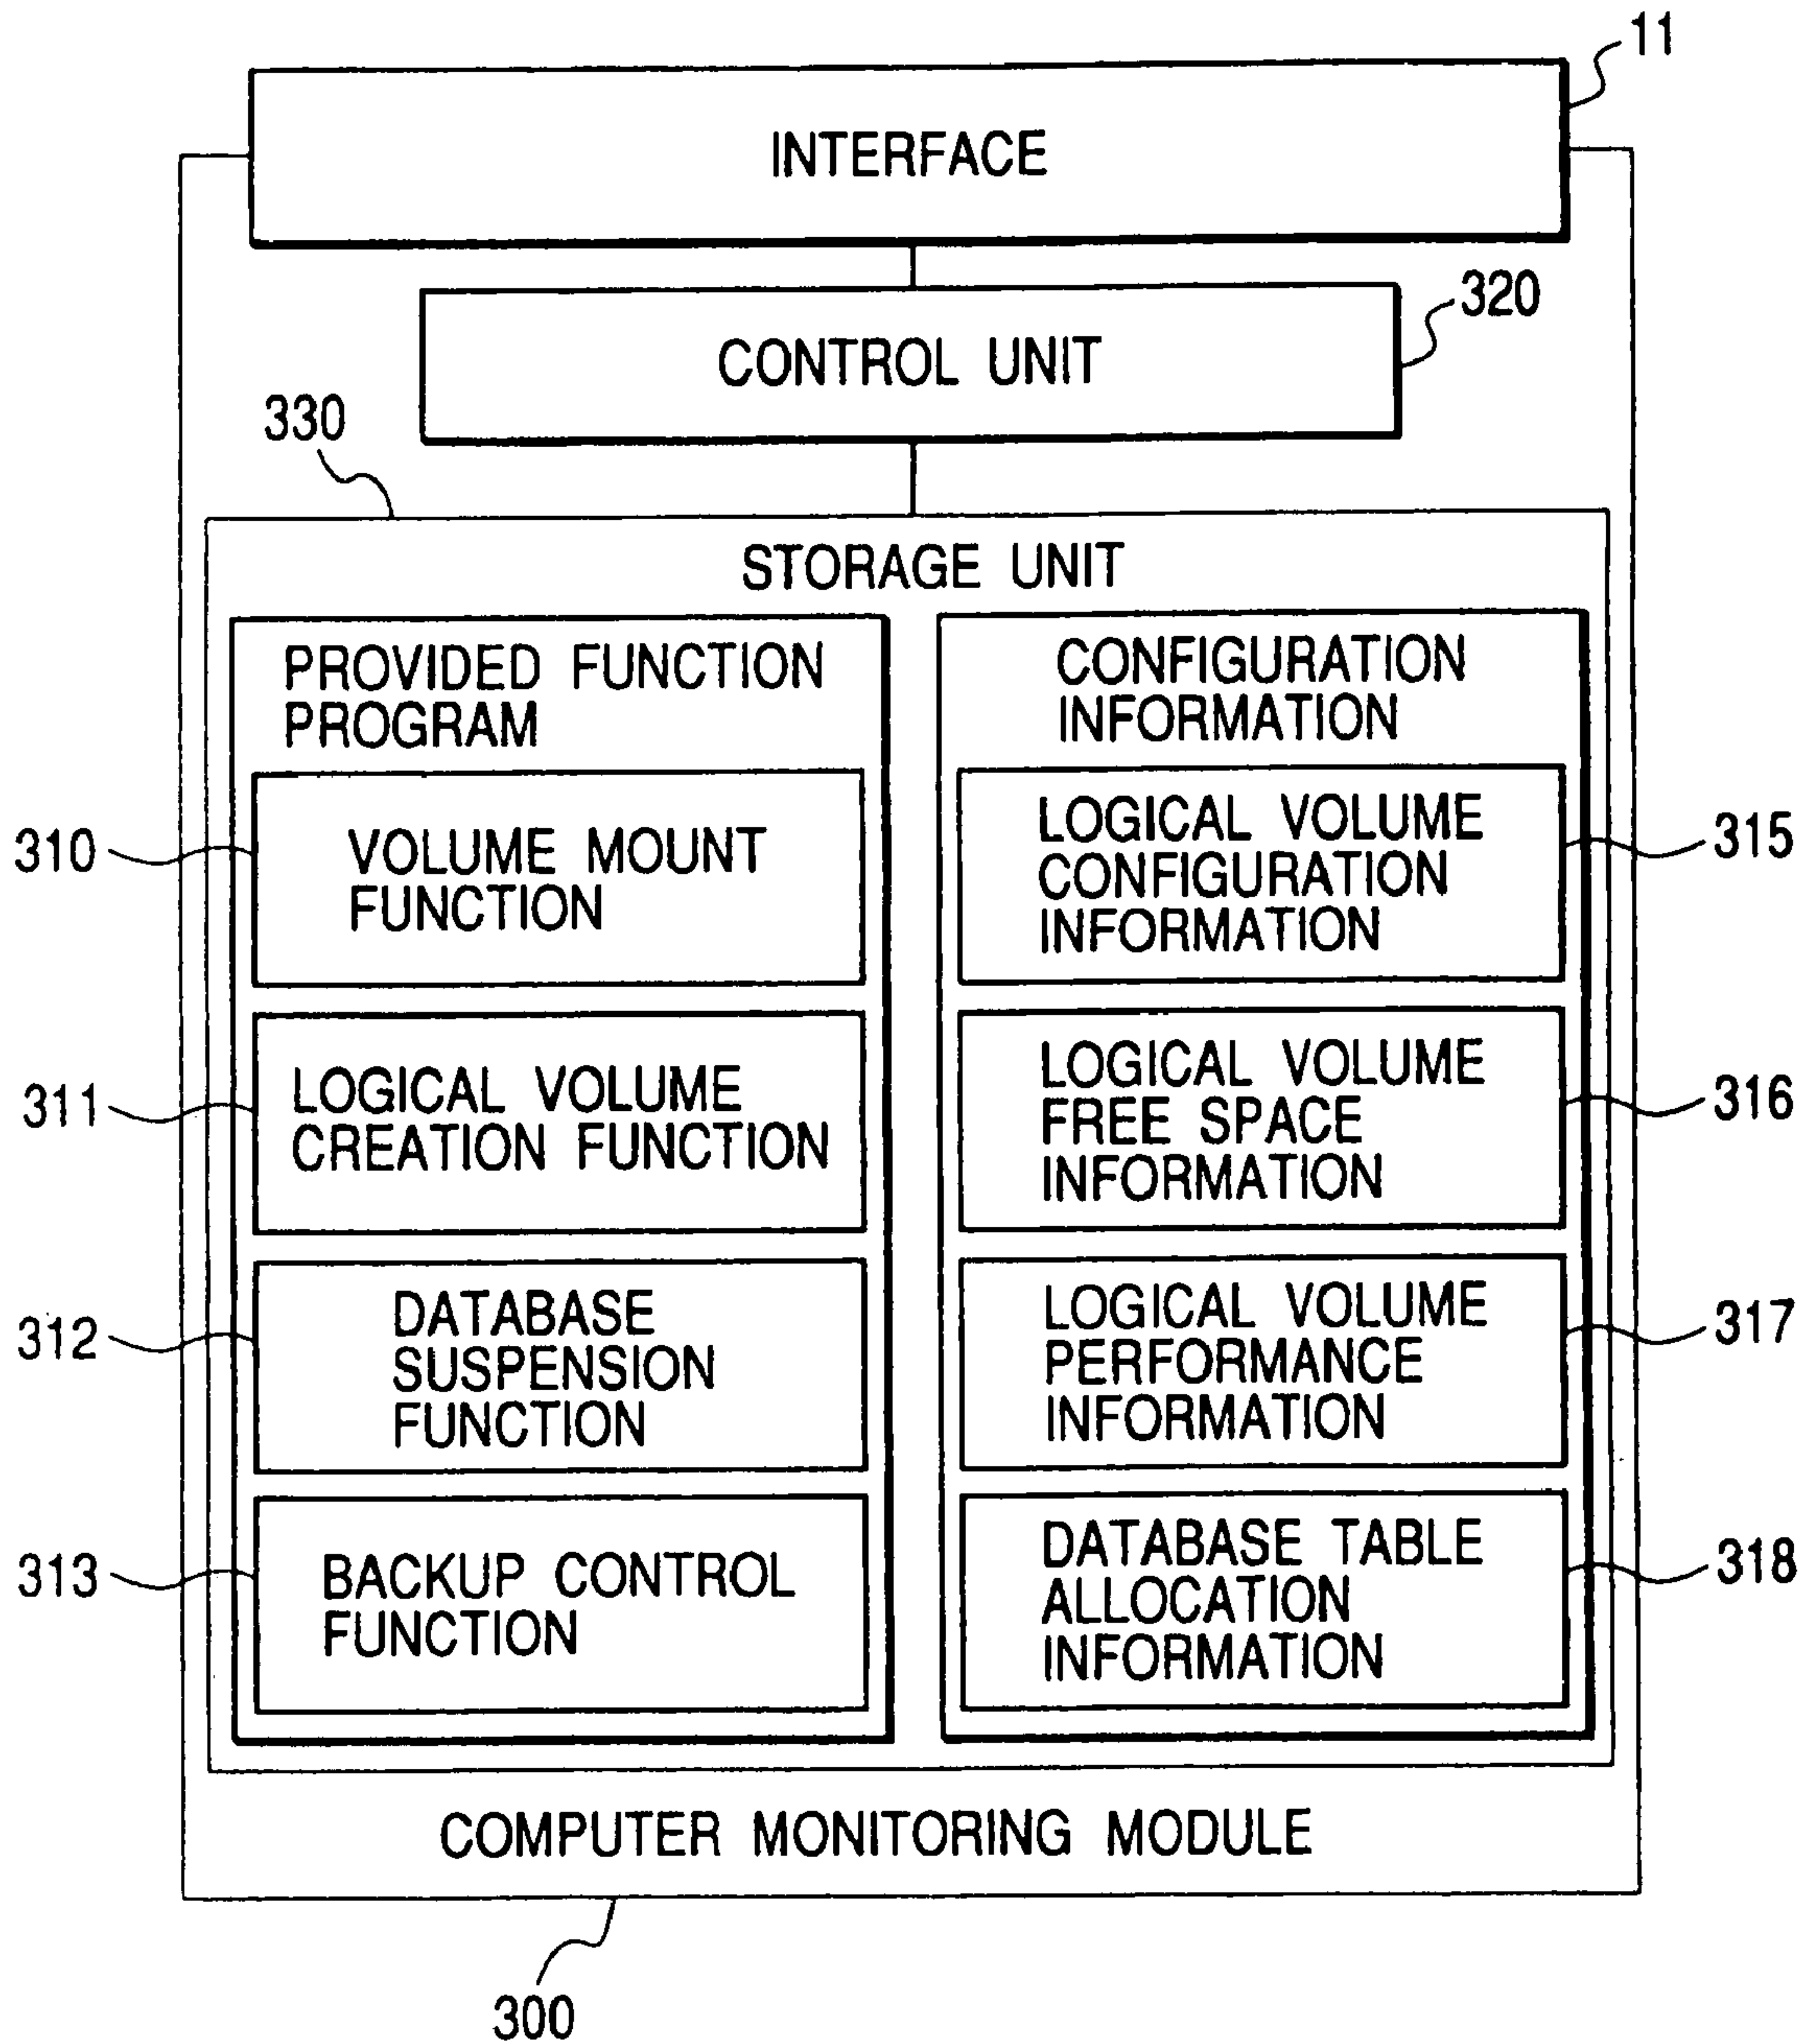 11
INTERFACE
320
CONTROL UNIT
330
STORAGE UNIT
PROVIDED FUNCTION
PROGRAM
310
VOLUME MOUNT
FUNCTION
311
LOGICAL VOLUME
CREATION FUNCTION
312
DATABASE
SUSPENSION
FUNCTION
313
BACKUP CONTROL
FUNCTION
CONFIGURATION
INFORMATION
LOGICAL VOLUME
CONFIGURATION
INFORMATION
315
LOGICAL VOLUME
FREE SPACE
INFORMATION
316
LOGICAL VOLUME
PERFORMANCE
INFORMATION
317
DATABASE TABLE
ALLOCATION
INFORMATION
318
COMPUTER MONITORING MODULE
300